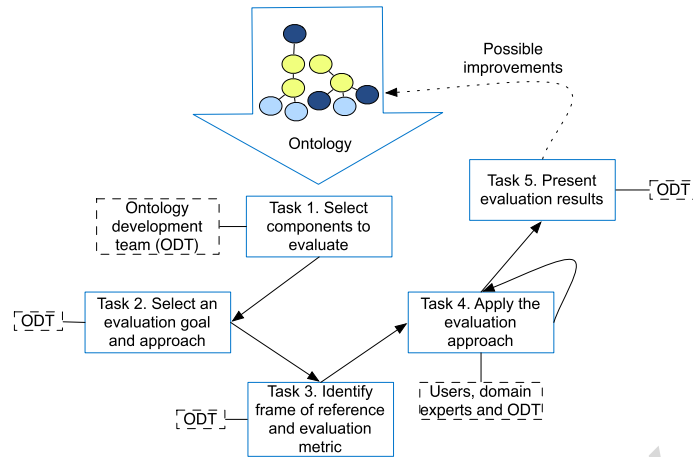 Possible
improvements
Ontology
Task 5. Present
evaluation results
ODT
Task 1. Select
components to
evaluate
Ontology
development
team (ODT)
Task 2. Select an
evaluation goal
and approach
ODT
Task 4. Apply the
evaluation
approach
Task 3. Identify
frame of reference
and evaluation
metric
ODT
Users, domain
experts and ODT